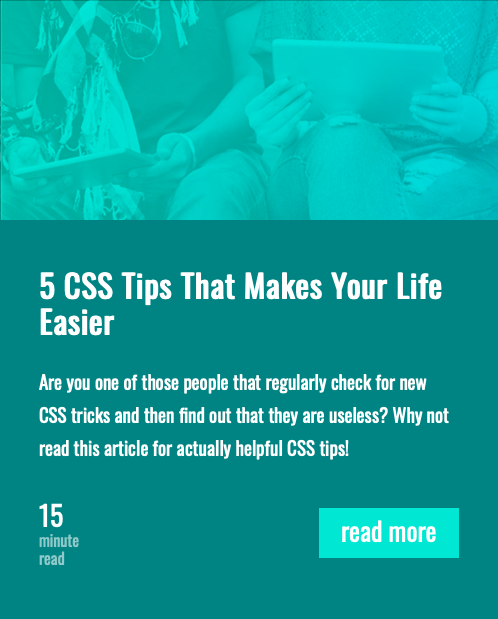 5 CSS Tips That Makes Your Life
Easier
Are you one of those people that regularly check for new
CSS tricks and then find out that they are useless? Why not
read this article for actually helpful CSS tips!
15
minute
read
read more